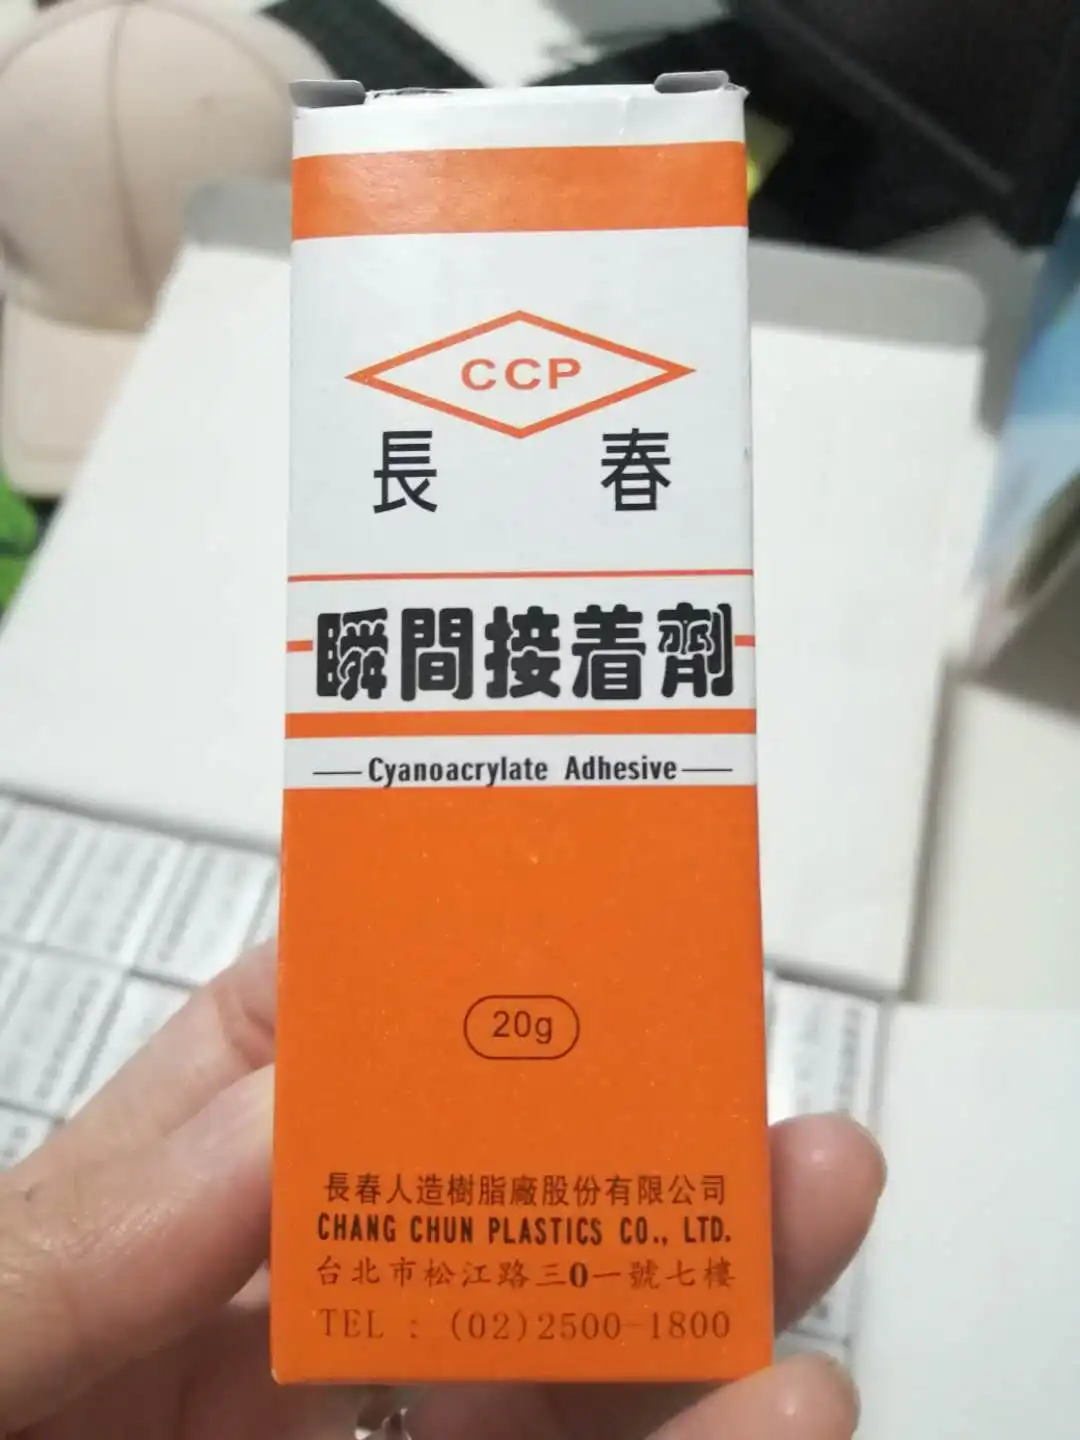 CCP
長春
瞬間接着劑
Cyanoacrylate Adhesive
20g
長春人造樹脂廠股份有限公司
CHANG CHUN PLASTICS CO., LTD.
台北市松江路三0一號七樓
TEL : (02)2500-1800